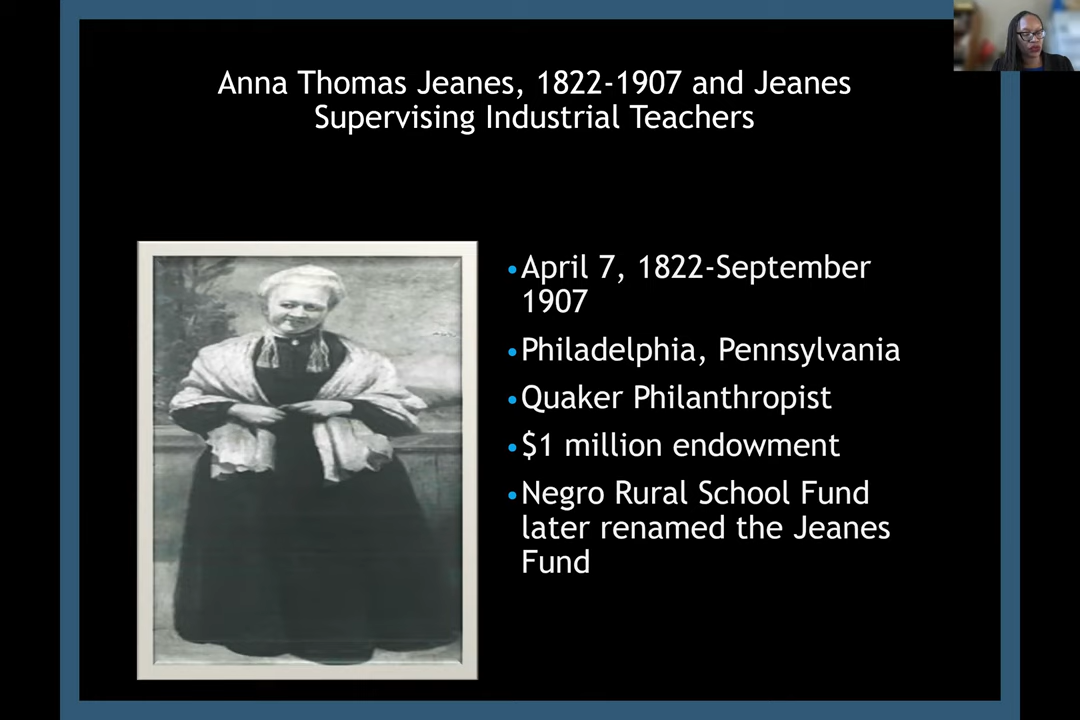 Anna Thomas Jeanes, 1822-1907 and Jeanes
Supervising Industrial Teachers
•April 7, 1822-September
1907
•Philadelphia, Pennsylvania
•Quaker Philanthropist
•$1 million endowment
•Negro Rural School Fund
later renamed the Jeanes
Fund